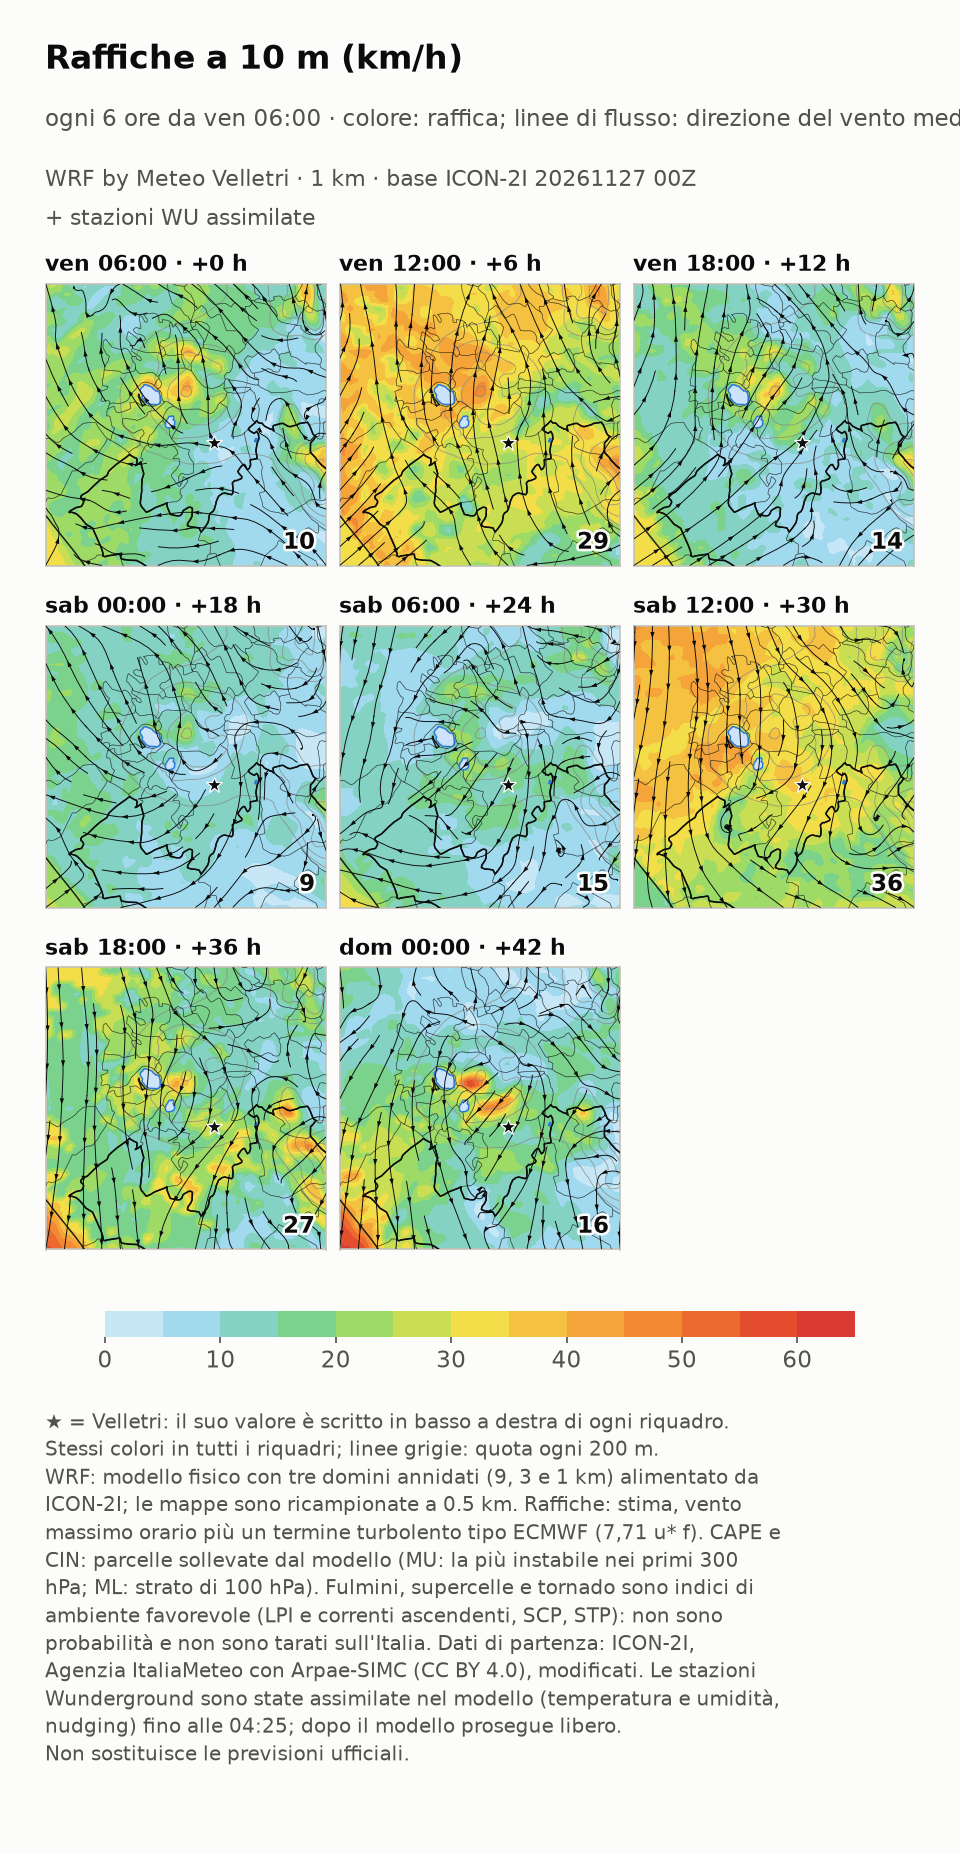 Raffiche a 10 m (km/h)
ogni 6 ore da ven 06:00 · colore: raffica; linee di flusso: direzione del vento med
WRF by Meteo Velletri · 1 km · base ICON-2I 20261127 00Z
+ stazioni WU assimilate
ven 06:00 · +0 h
ven 12:00 · +6 h
ven 18:00 · +12 h
10
29
14
sab 00:00 · +18 h
sab 06:00 · +24 h
sab 12:00 · +30 h
9
15
36
sab 18:00 · +36 h
dom 00:00 · +42 h
27
16
0 10 20 30 40 50 60
★ = Velletri: il suo valore è scritto in basso a destra di ogni riquadro.
Stessi colori in tutti i riquadri; linee grigie: quota ogni 200 m.
WRF: modello fisico con tre domini annidati (9, 3 e 1 km) alimentato da
ICON-2I; le mappe sono ricampionate a 0.5 km. Raffiche: stima, vento
massimo orario più un termine turbolento tipo ECMWF (7,71 u* f). CAPE e
CIN: parcelle sollevate dal modello (MU: la più instabile nei primi 300
hPa; ML: strato di 100 hPa). Fulmini, supercelle e tornado sono indici di
ambiente favorevole (LPI e correnti ascendenti, SCP, STP): non sono
probabilità e non sono tarati sull'Italia. Dati di partenza: ICON-2I,
Agenzia ItaliaMeteo con Arpae-SIMC (CC BY 4.0), modificati. Le stazioni
Wunderground sono state assimilate nel modello (temperatura e umidità,
nudging) fino alle 04:25; dopo il modello prosegue libero.
Non sostituisce le previsioni ufficiali.